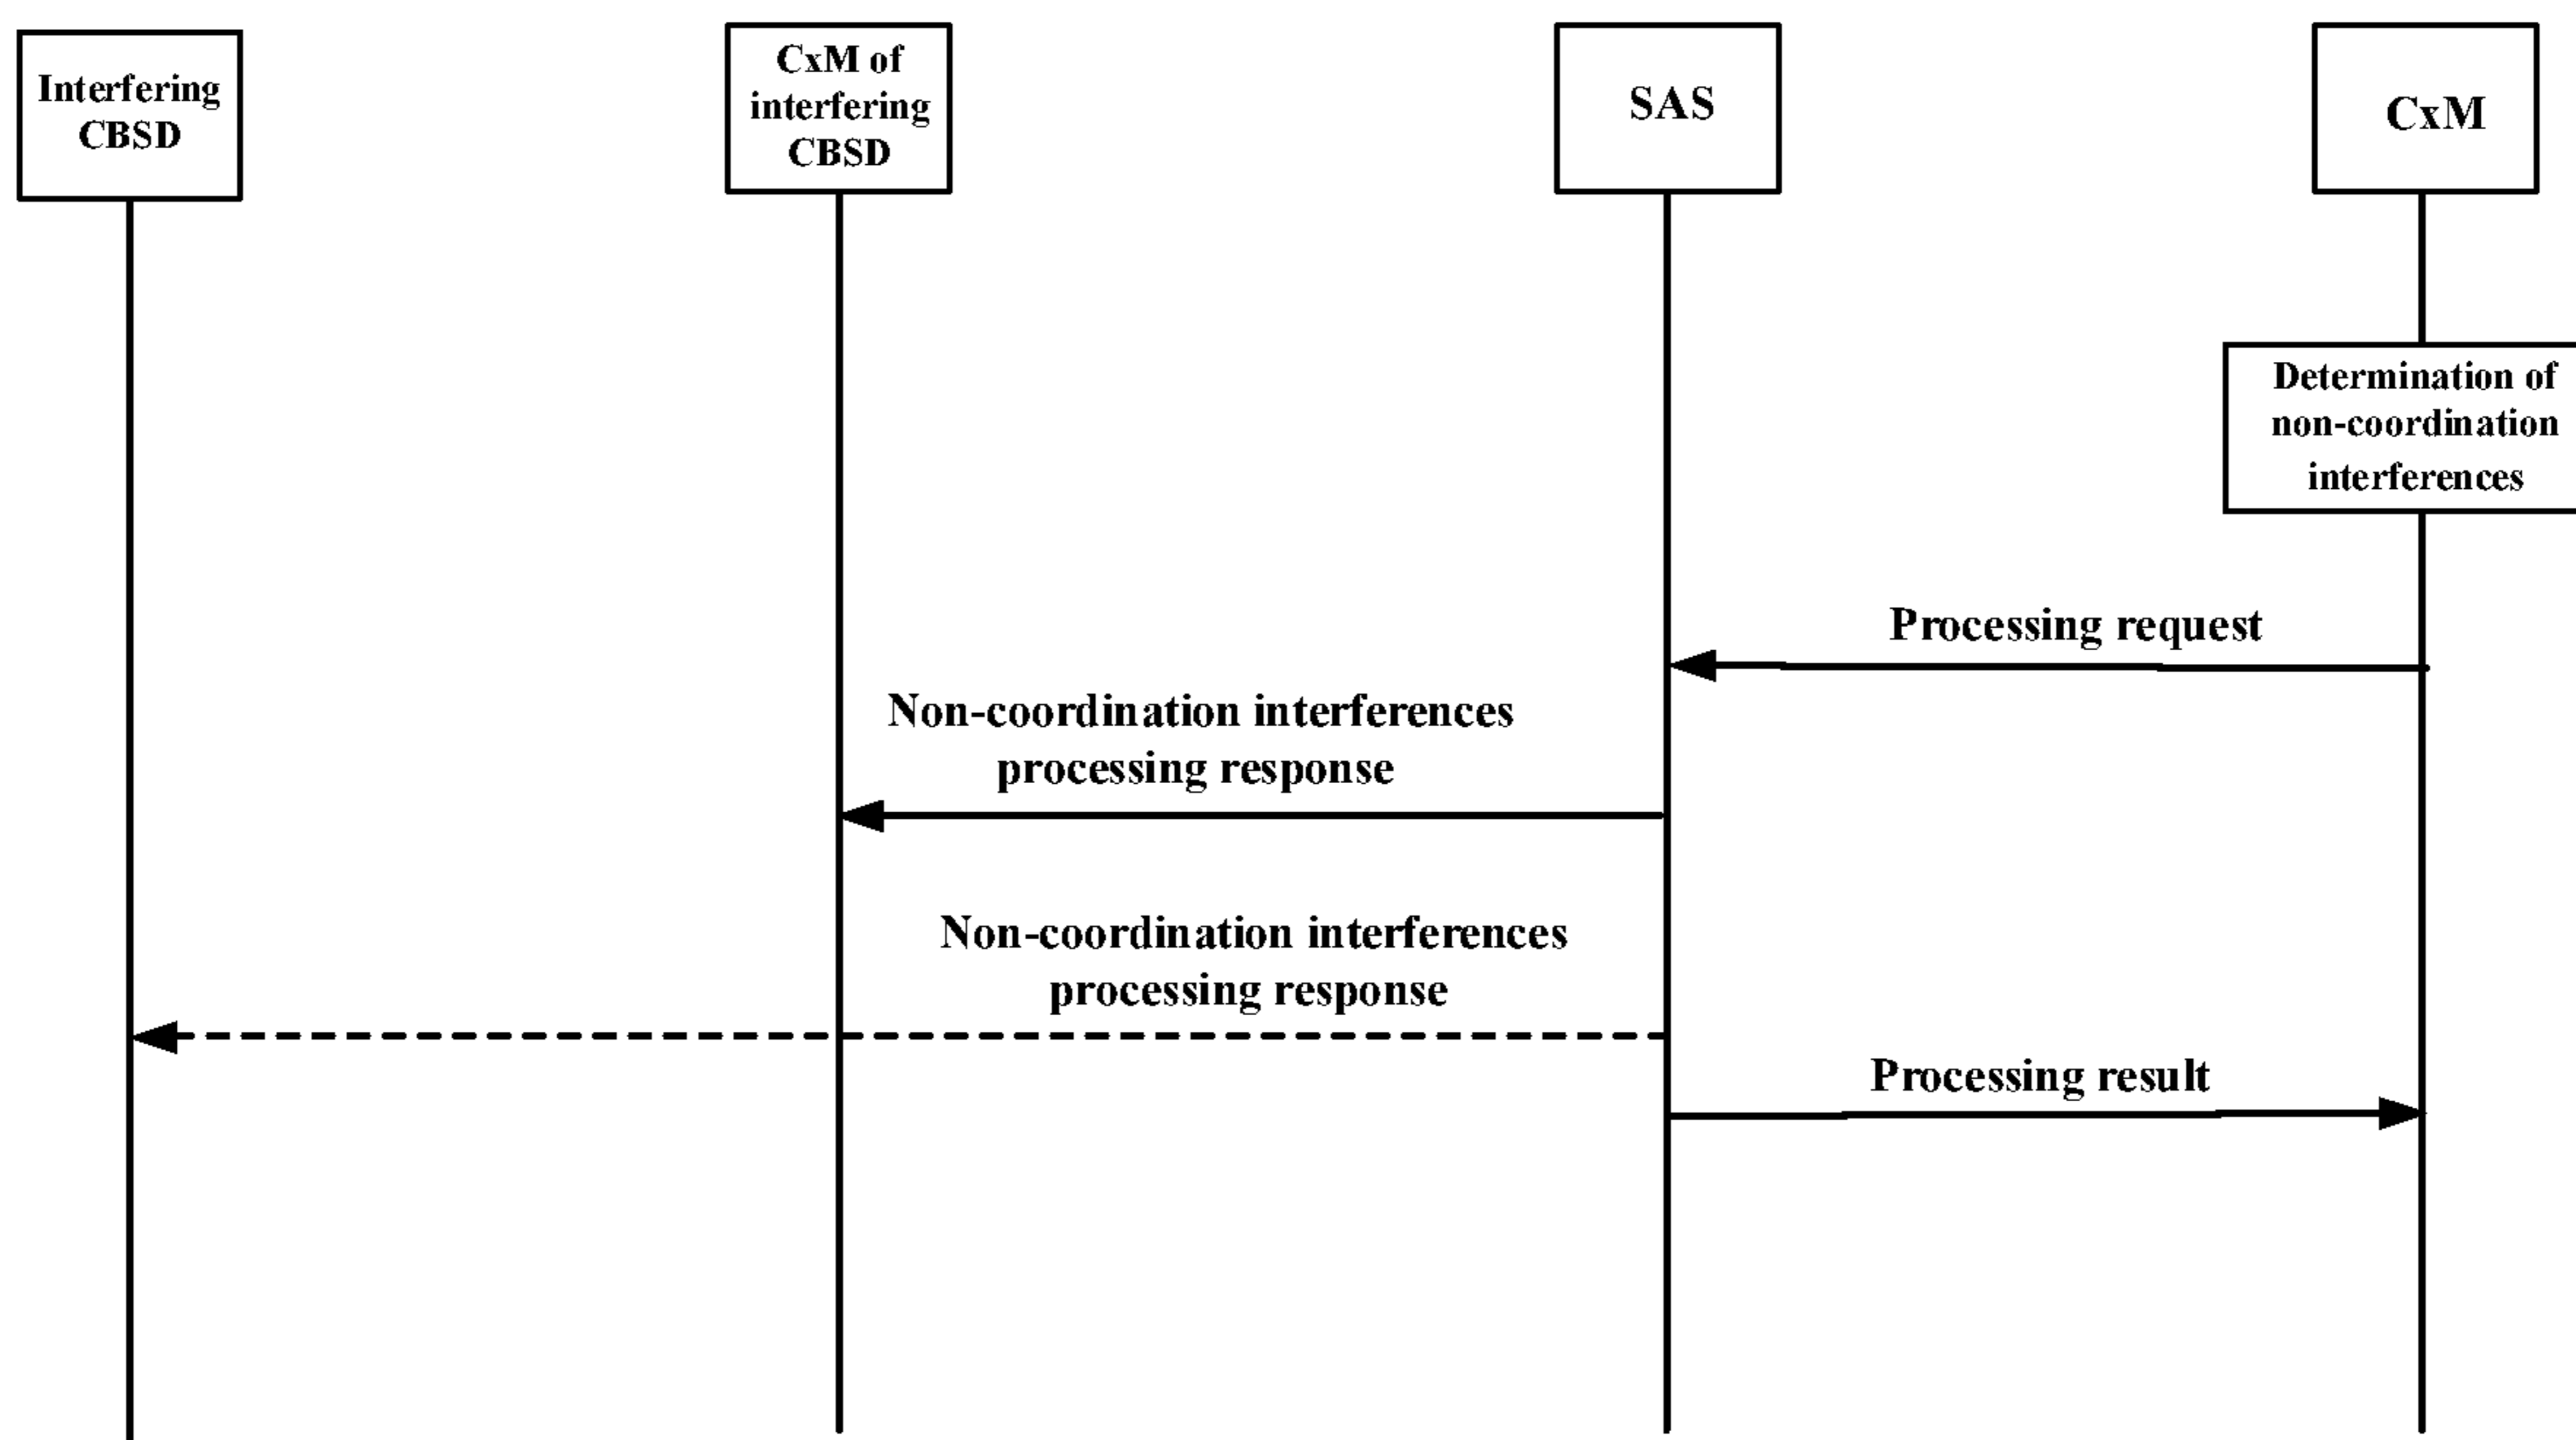 Interfering
CBSD
CxM of
interfering
CBSD
SAS
CxM
Determination of
non-coordination
interferences
Processing request
Non-coordination interferences
processing response
Non-coordination interferences
processing response
Processing result